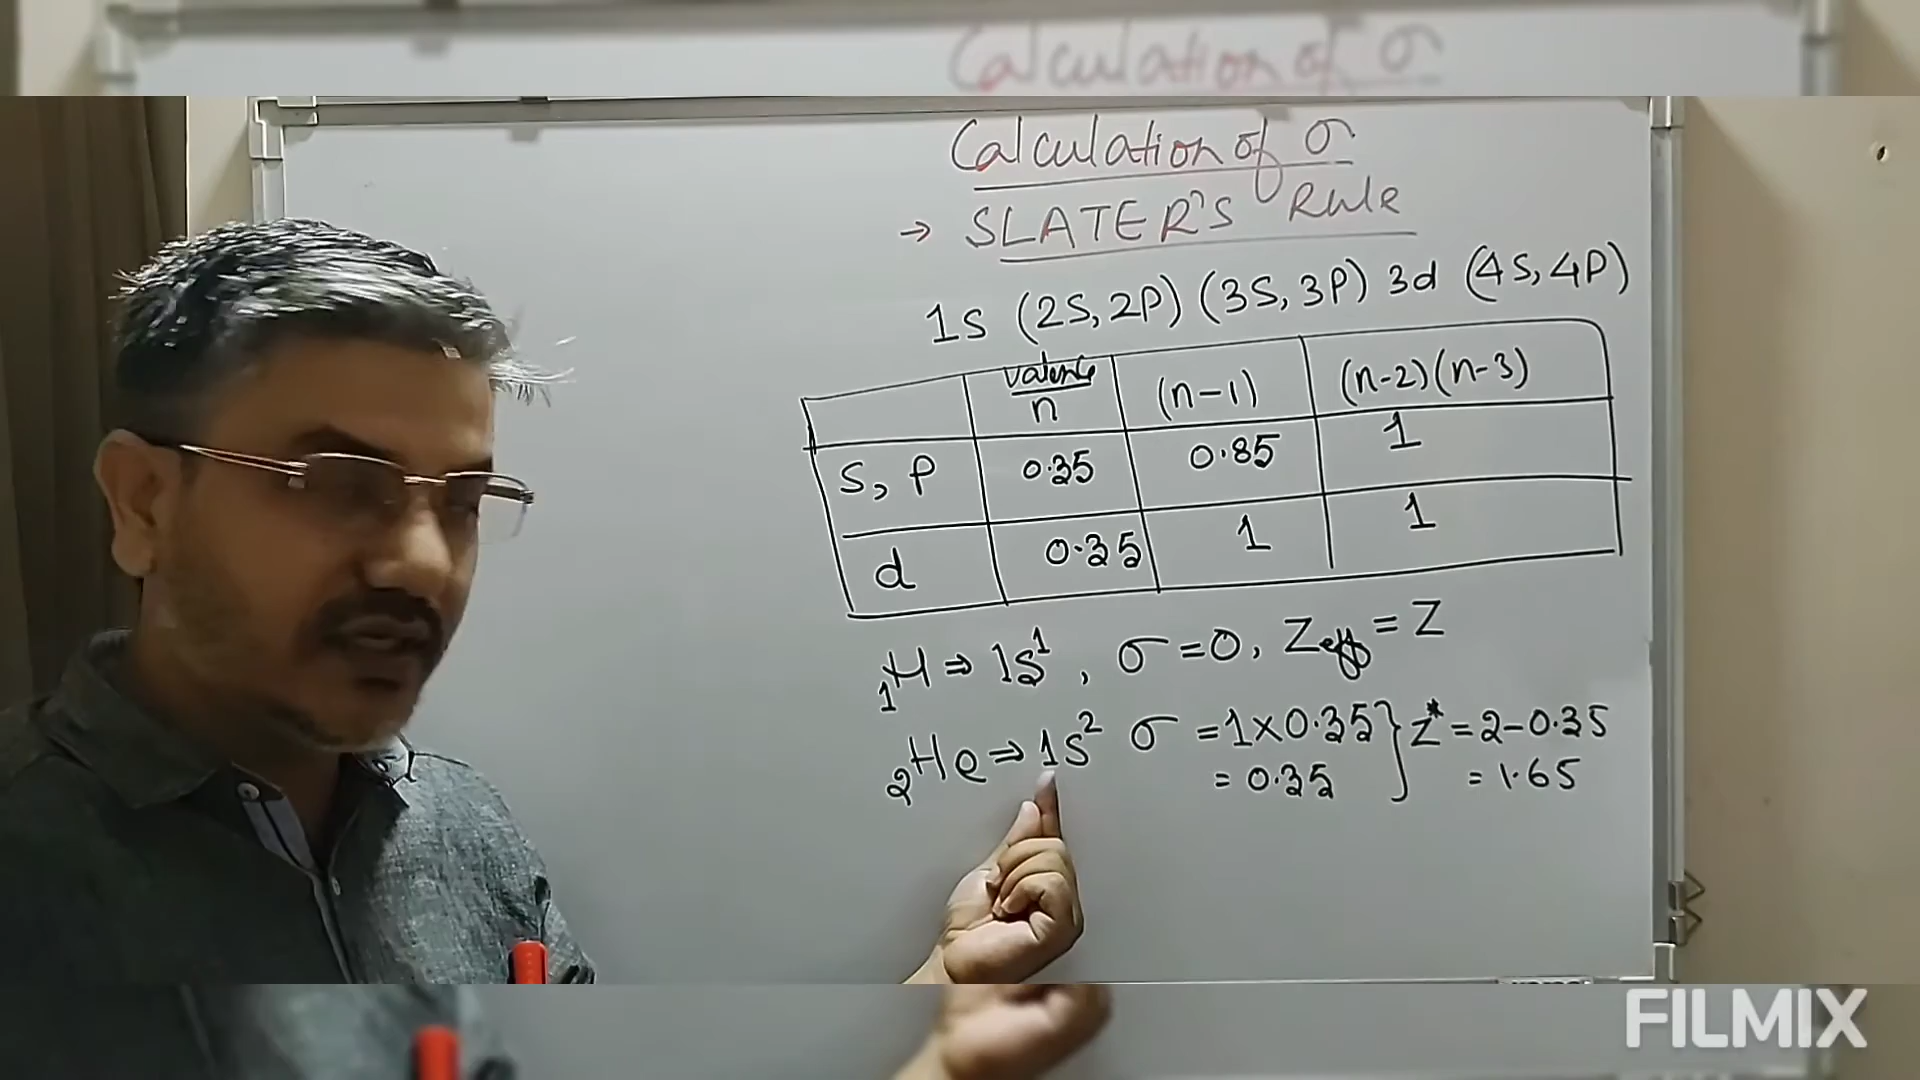 Calculation of σ
Calculation of σ
→ SLATER'S Rule
1s (2s, 2p) (3s, 3p) 3d (4s, 4p)
valence n (n-1) (n-2)(n-3)
s, p 0.35 0.85 1
d 0.35 1 1
₁H ⇒ 1s¹, σ = 0, Zeff = Z
₂He ⇒ 1s² σ = 1×0.35 } Z* = 2-0.35
= 0.35 = 1.65
FILMIX